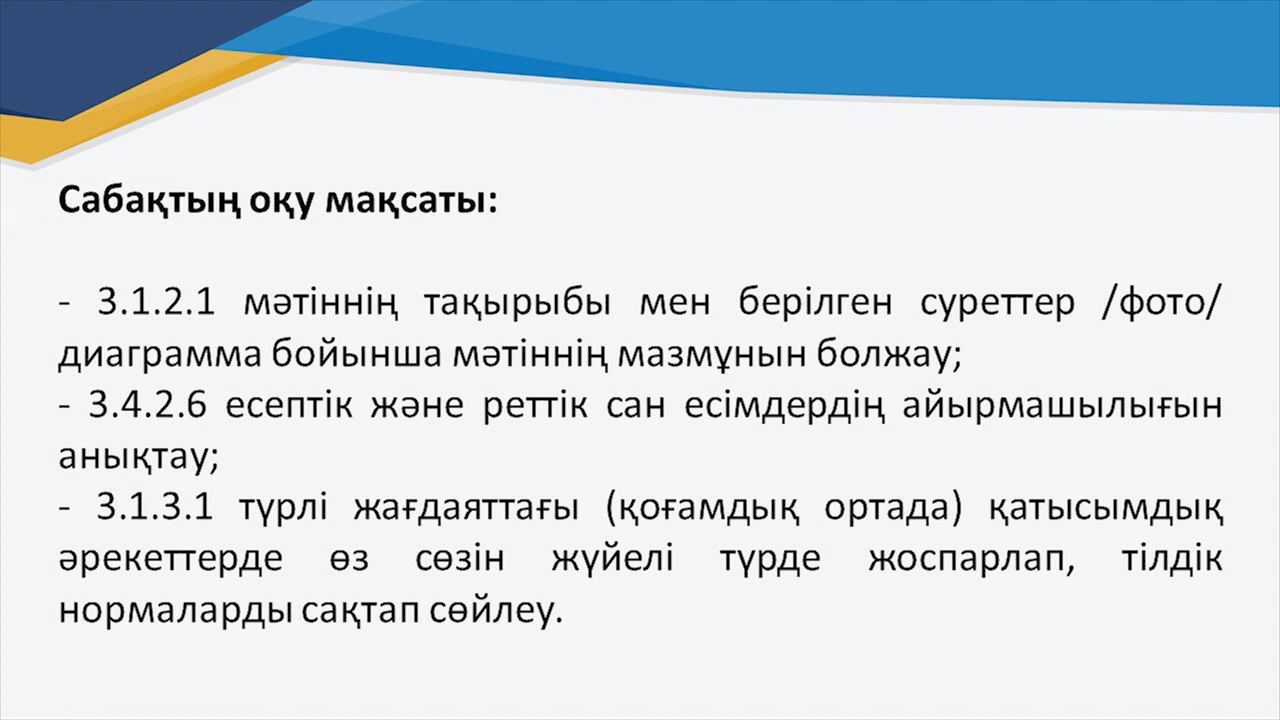 Сабақтың оқу мақсаты:
- 3.1.2.1 мәтіннің тақырыбы мен берілген суреттер /фото/
диаграмма бойынша мәтіннің мазмұнын болжау;
- 3.4.2.6 есептік және реттік сан есімдердің айырмашылығын
анықтау;
- 3.1.3.1 түрлі жағдаяттағы (қоғамдық ортада) қатысымдық
әрекеттерде өз сөзін жүйелі түрде жоспарлап, тілдік
нормаларды сақтап сөйлеу.